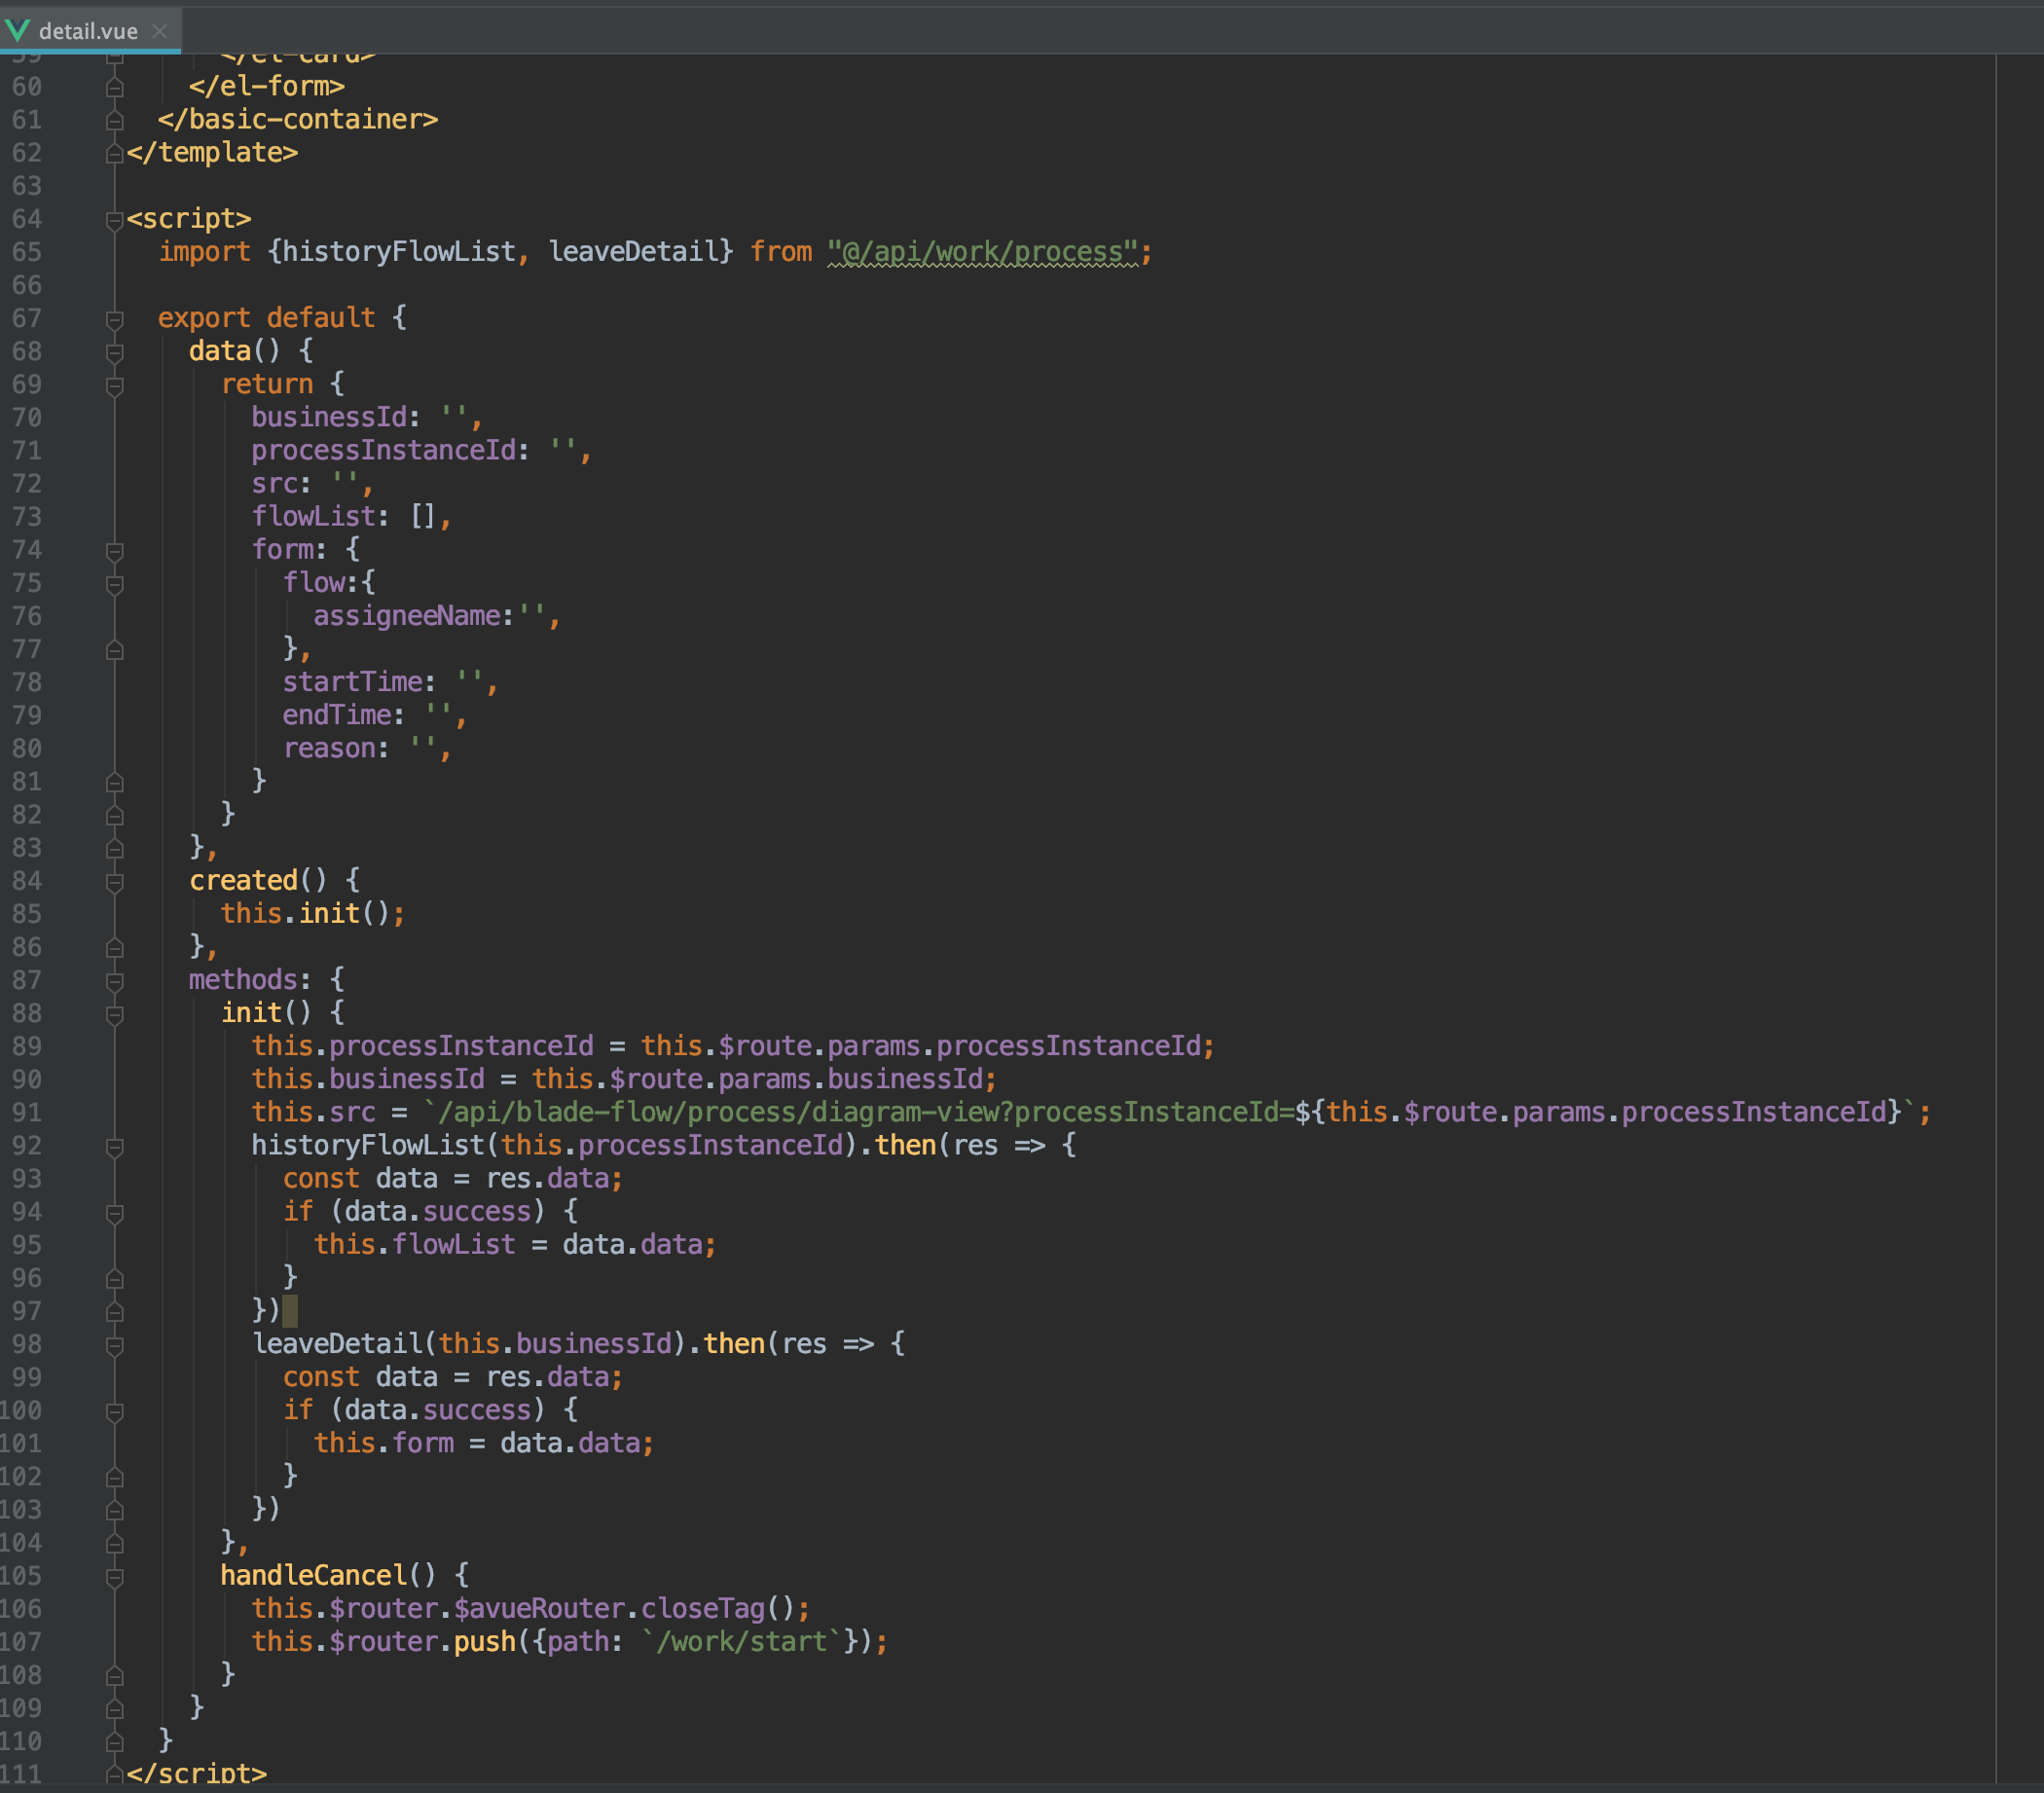 detail.vue
59 </el-card>
60 </el-form>
61 </basic-container>
62 </template>
63
64 <script>
65 import {historyFlowList, leaveDetail} from "@/api/work/process";
66
67 export default {
68 data() {
69 return {
70 businessId: '',
71 processInstanceId: '',
72 src: '',
73 flowList: [],
74 form: {
75 flow:{
76 assigneeName:'',
77 },
78 startTime: '',
79 endTime: '',
80 reason: '',
81 }
82 }
83 },
84 created() {
85 this.init();
86 },
87 methods: {
88 init() {
89 this.processInstanceId = this.$route.params.processInstanceId;
90 this.businessId = this.$route.params.businessId;
91 this.src = `/api/blade-flow/process/diagram-view?processInstanceId=${this.$route.params.processInstanceId}`;
92 historyFlowList(this.processInstanceId).then(res => {
93 const data = res.data;
94 if (data.success) {
95 this.flowList = data.data;
96 }
97 })
98 leaveDetail(this.businessId).then(res => {
99 const data = res.data;
100 if (data.success) {
101 this.form = data.data;
102 }
103 })
104 },
105 handleCancel() {
106 this.$router.$avueRouter.closeTag();
107 this.$router.push({path: `/work/start`});
108 }
109 }
110 }
111 </script>